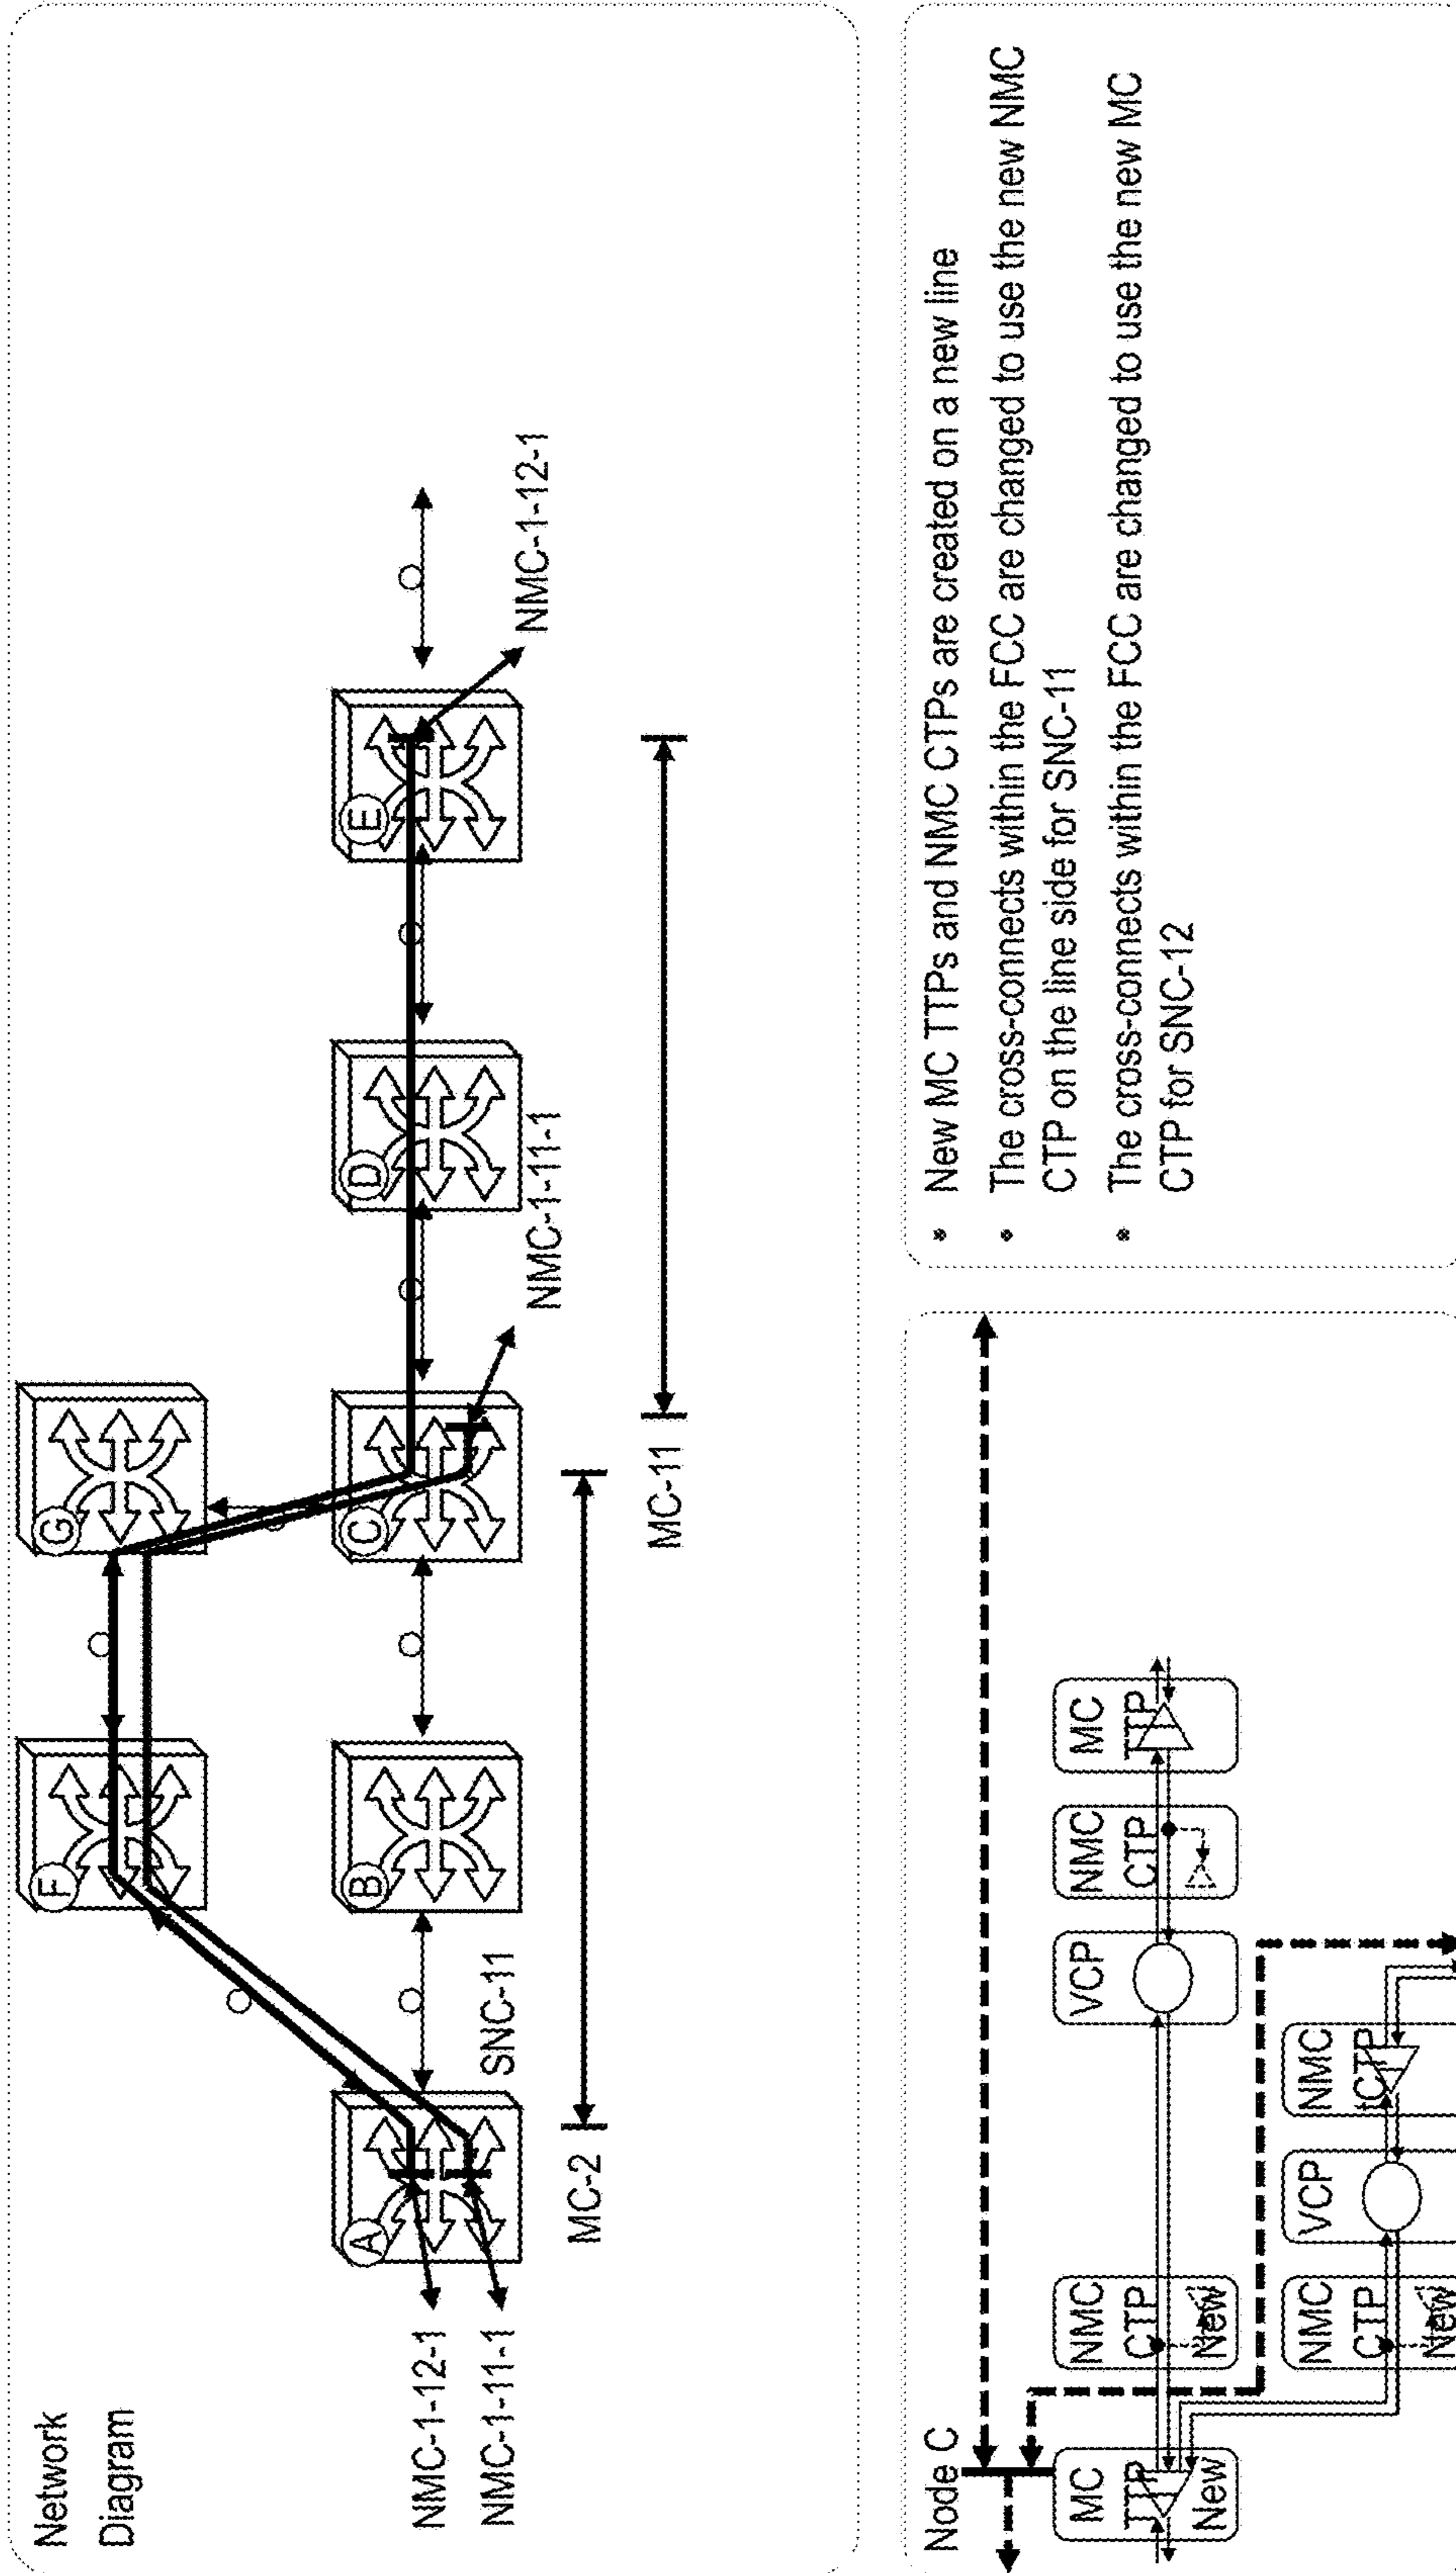 Network
Diagram
F
G
A
B
C
D
E
NMC-1-12-1
NMC-1-11-1
SNC-11
NMC-1-11-1
NMC-1-12-1
MC-2
MC-11
Node C
MC
TTP
New
NMC
CTP
New
VCP
NMC
CTP
MC
TTP
NMC
CTP
New
VCP
NMC
tCTP
• New MC TTPs and NMC CTPs are created on a new line
• The cross-connects within the FCC are changed to use the new NMC
CTP on the line side for SNC-11
• The cross-connects within the FCC are changed to use the new MC
CTP for SNC-12